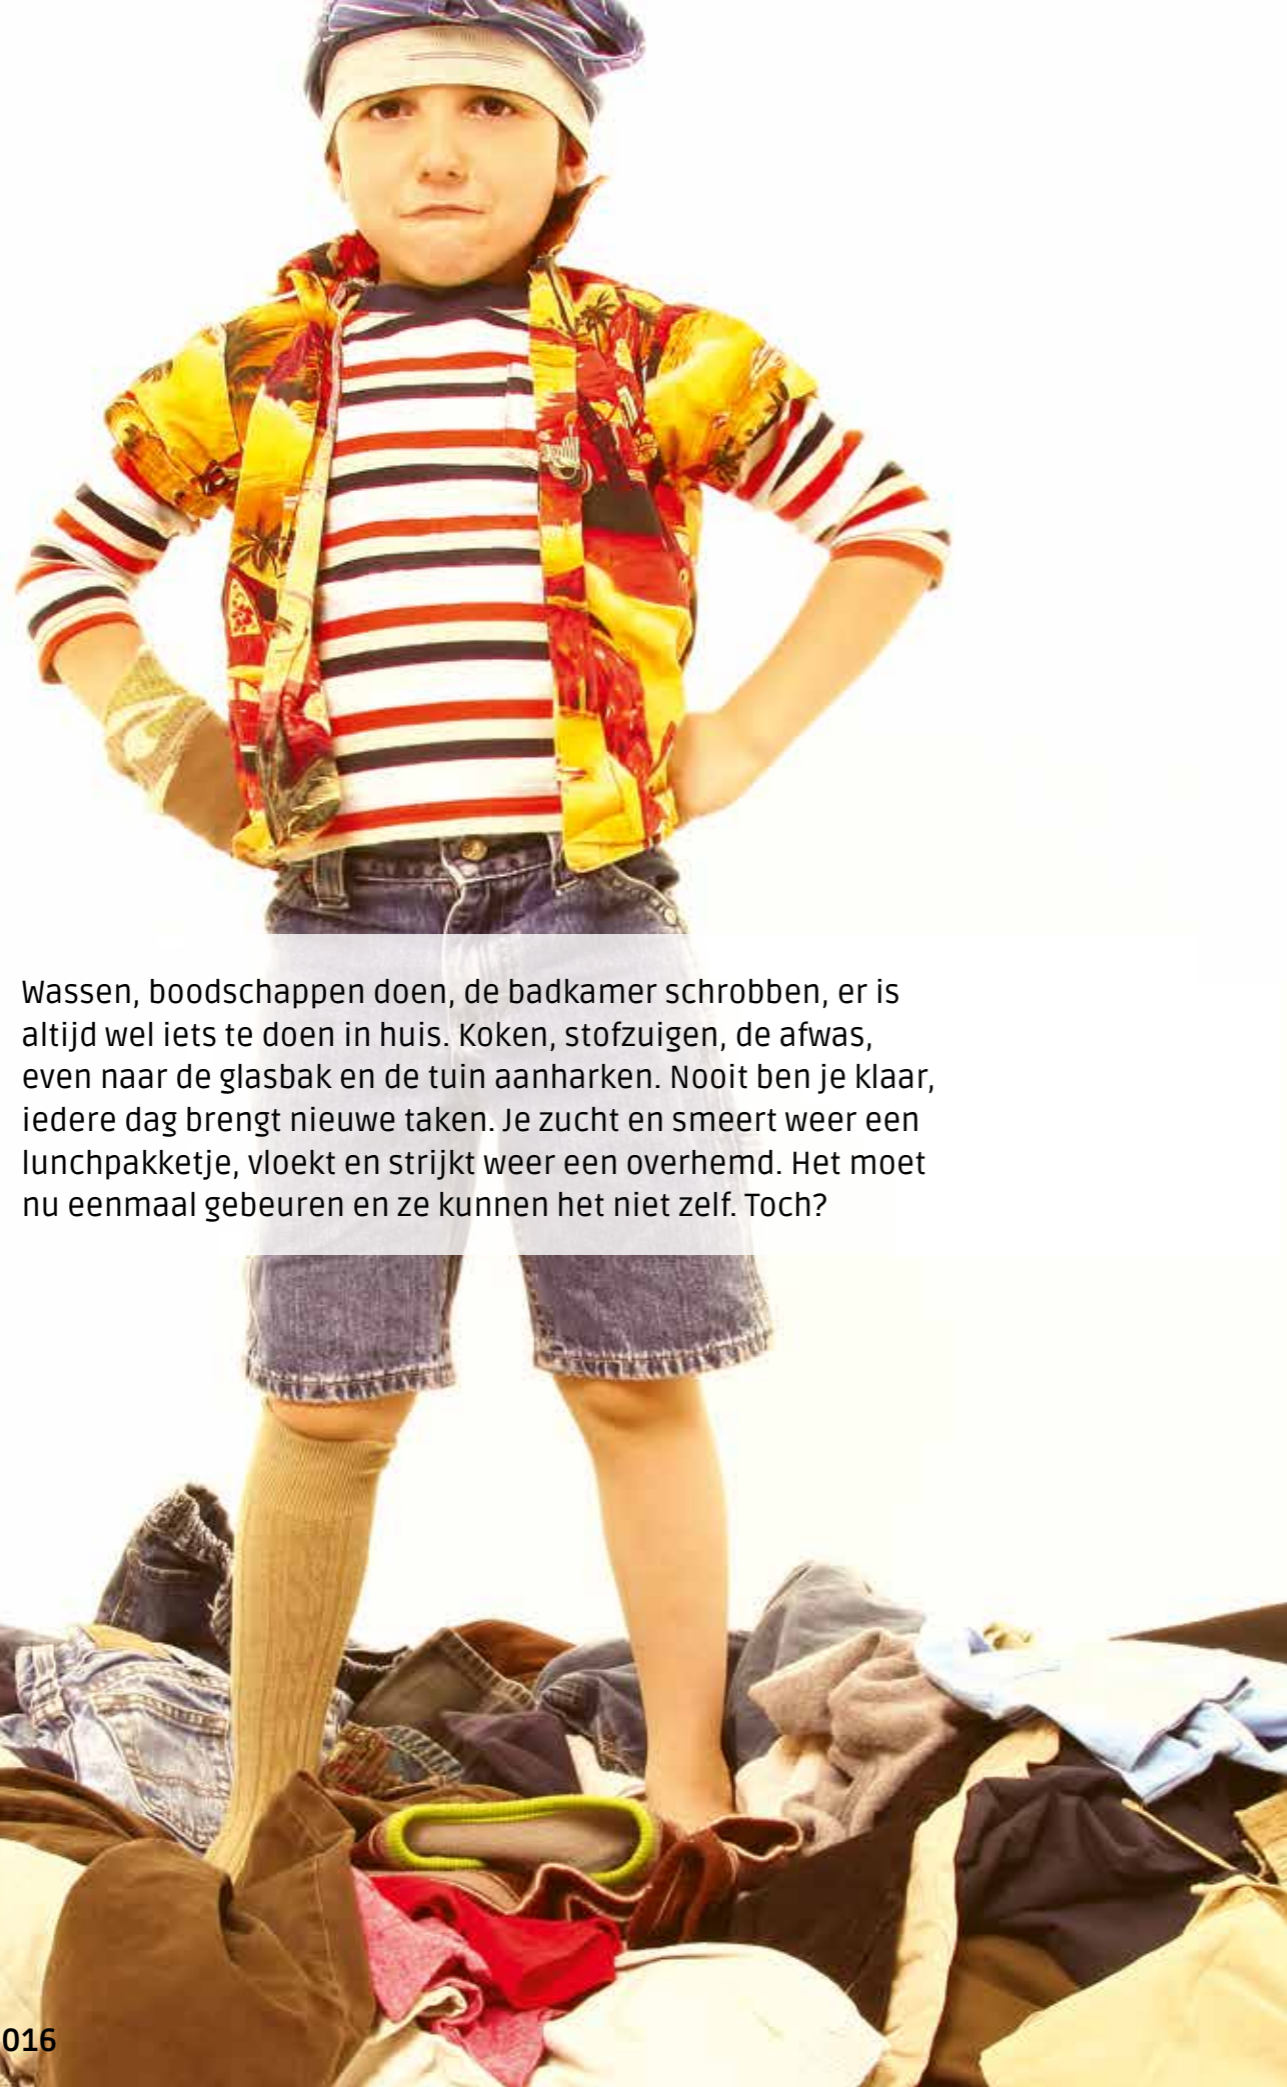 Wassen, boodschappen doen, de badkamer schrobben, er is
altijd wel iets te doen in huis. Koken, stofzuigen, de afwas,
even naar de glasbak en de tuin aanharken. Nooit ben je klaar,
iedere dag brengt nieuwe taken. Je zucht en smeert weer een
lunchpakketje, vloekt en strijkt weer een overhemd. Het moet
nu eenmaal gebeuren en ze kunnen het niet zelf. Toch?
016